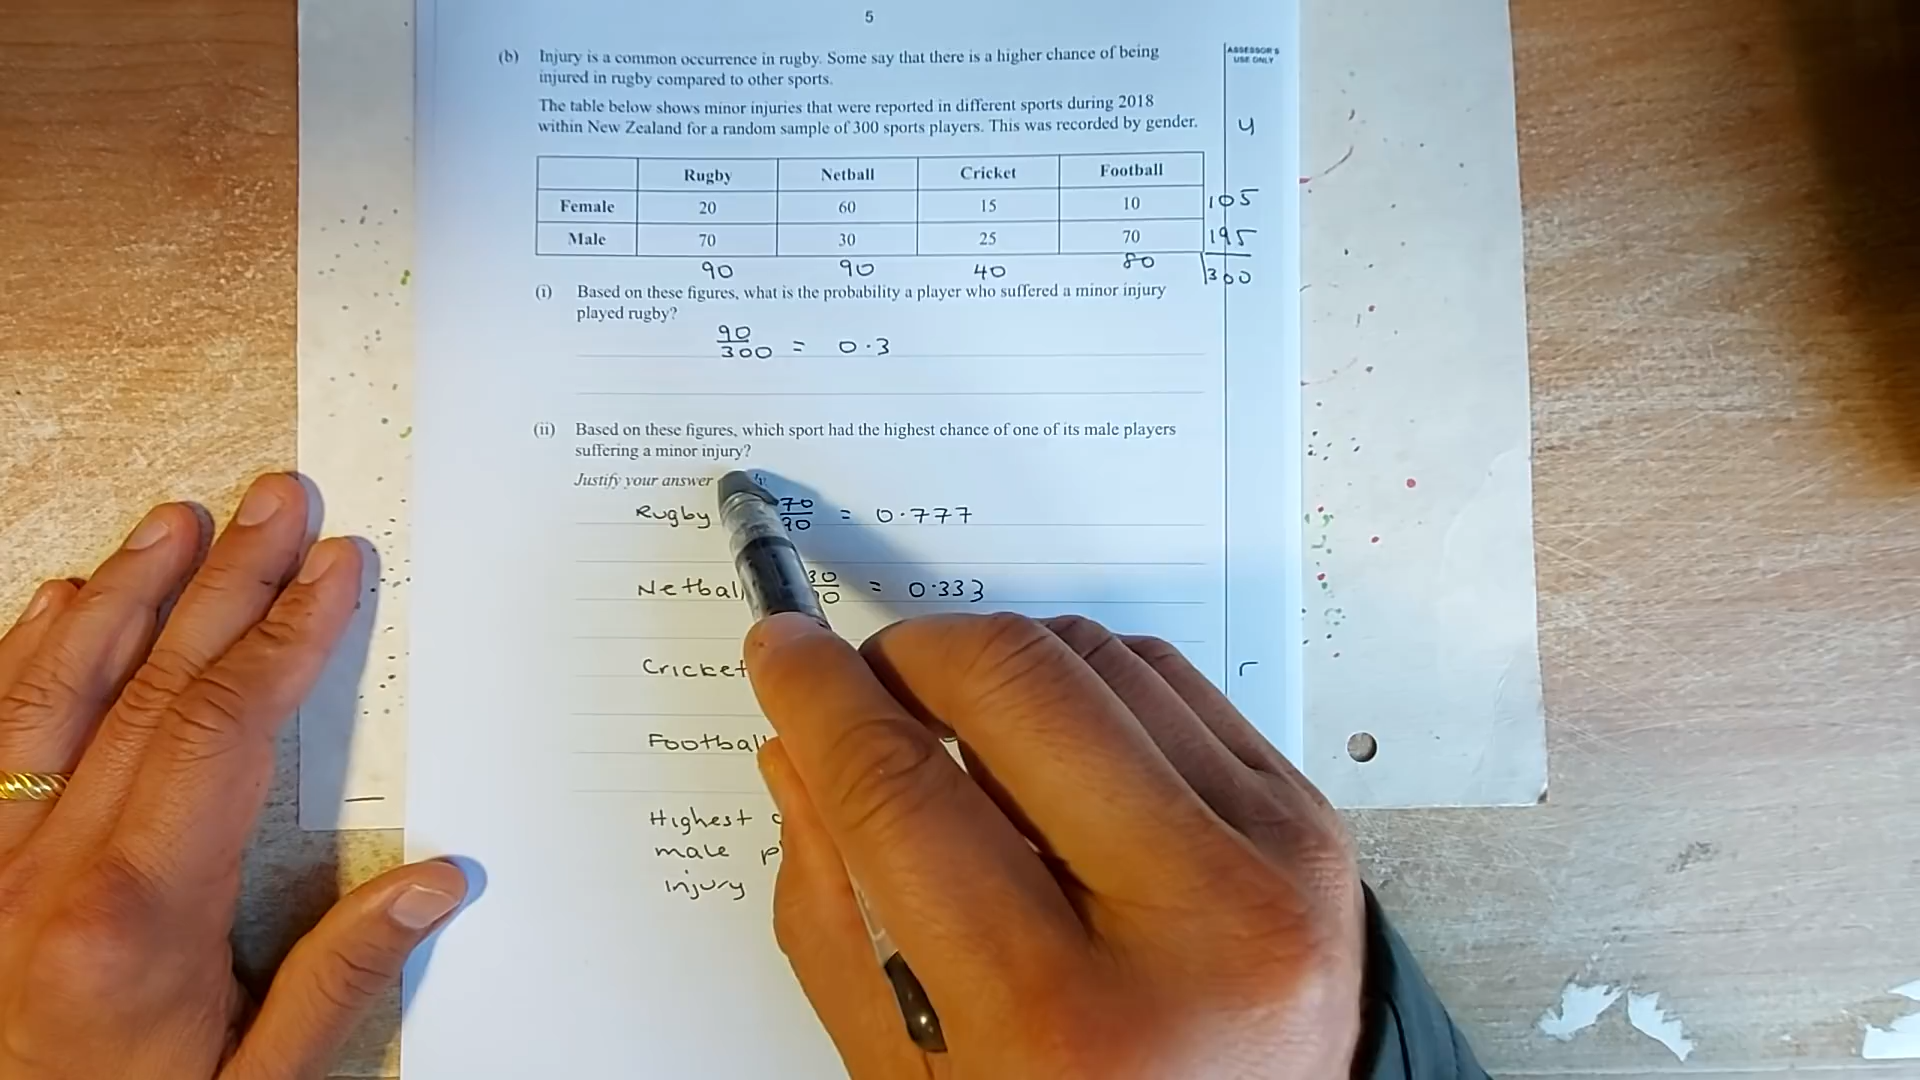 5
(b) Injury is a common occurrence in rugby. Some say that there is a higher chance of being
injured in rugby compared to other sports.
ASSESSOR'S
USE ONLY
The table below shows minor injuries that were reported in different sports during 2018
within New Zealand for a random sample of 300 sports players. This was recorded by gender.
u
Rugby Netball Cricket Football
Female 20 60 15 10 105
Male 70 30 25 70 195
90 90 40 80 300
(i) Based on these figures, what is the probability a player who suffered a minor injury
played rugby?
90/300 = 0.3
(ii) Based on these figures, which sport had the highest chance of one of its male players
suffering a minor injury?
Justify your answer
Rugby 70/90 = 0.777
Netball 30 = 0.333
Cricket
r
Football
Highest
male
injury